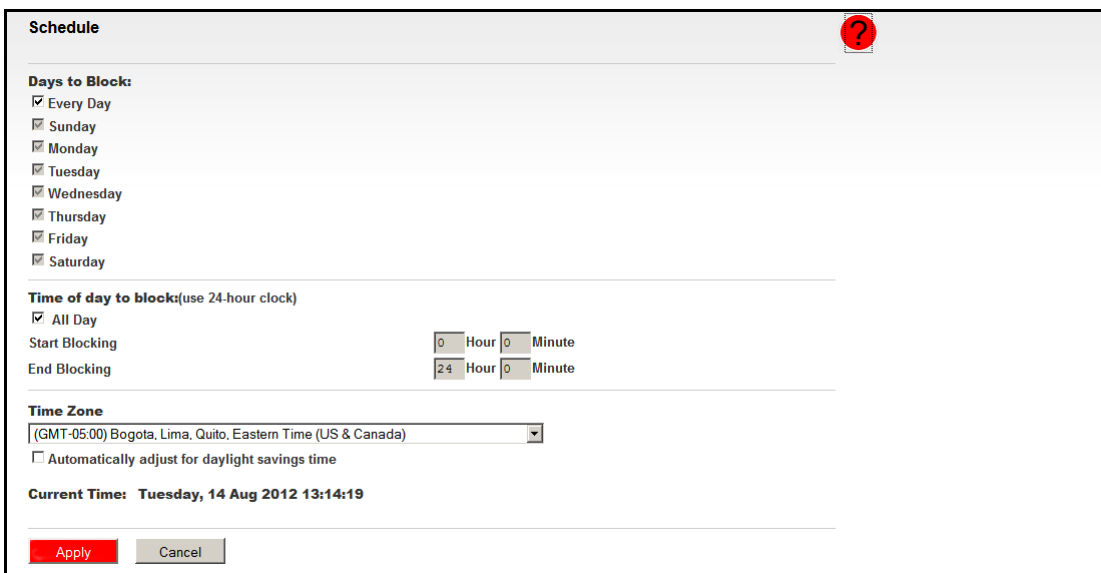 Schedule
?
Days to Block:
Every Day
Sunday
Monday
Tuesday
Wednesday
Thursday
Friday
Saturday
Time of day to block:(use 24-hour clock)
All Day
Start Blocking 0 Hour 0 Minute
End Blocking 24 Hour 0 Minute
Time Zone
(GMT-05:00) Bogota, Lima, Quito, Eastern Time (US & Canada)
Automatically adjust for daylight savings time
Current Time: Tuesday, 14 Aug 2012 13:14:19
Apply Cancel